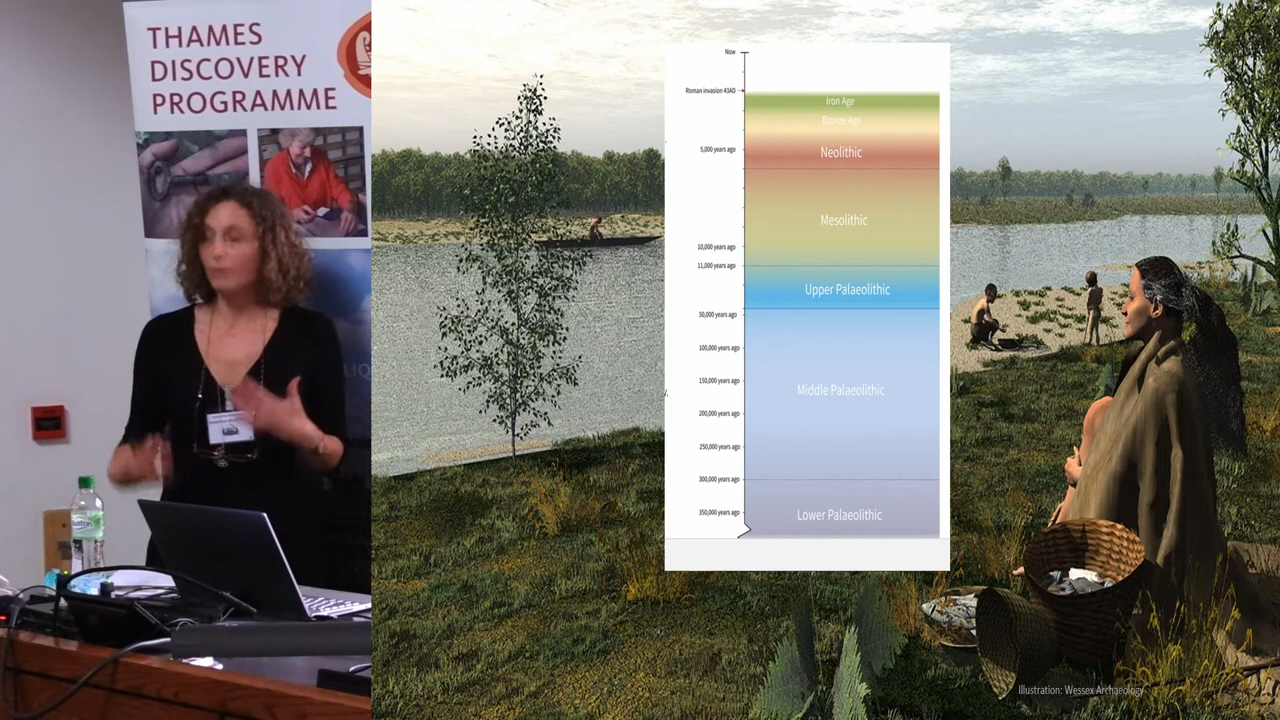 THAMES
DISCOVERY
PROGRAMME
Now
Roman invasion 43AD
Iron Age
Bronze Age
5,000 years ago
Neolithic
Mesolithic
10,000 years ago
11,000 years ago
Upper Palaeolithic
50,000 years ago
100,000 years ago
150,000 years ago
Middle Palaeolithic
200,000 years ago
250,000 years ago
300,000 years ago
350,000 years ago
Lower Palaeolithic
Illustration: Wessex Archaeology